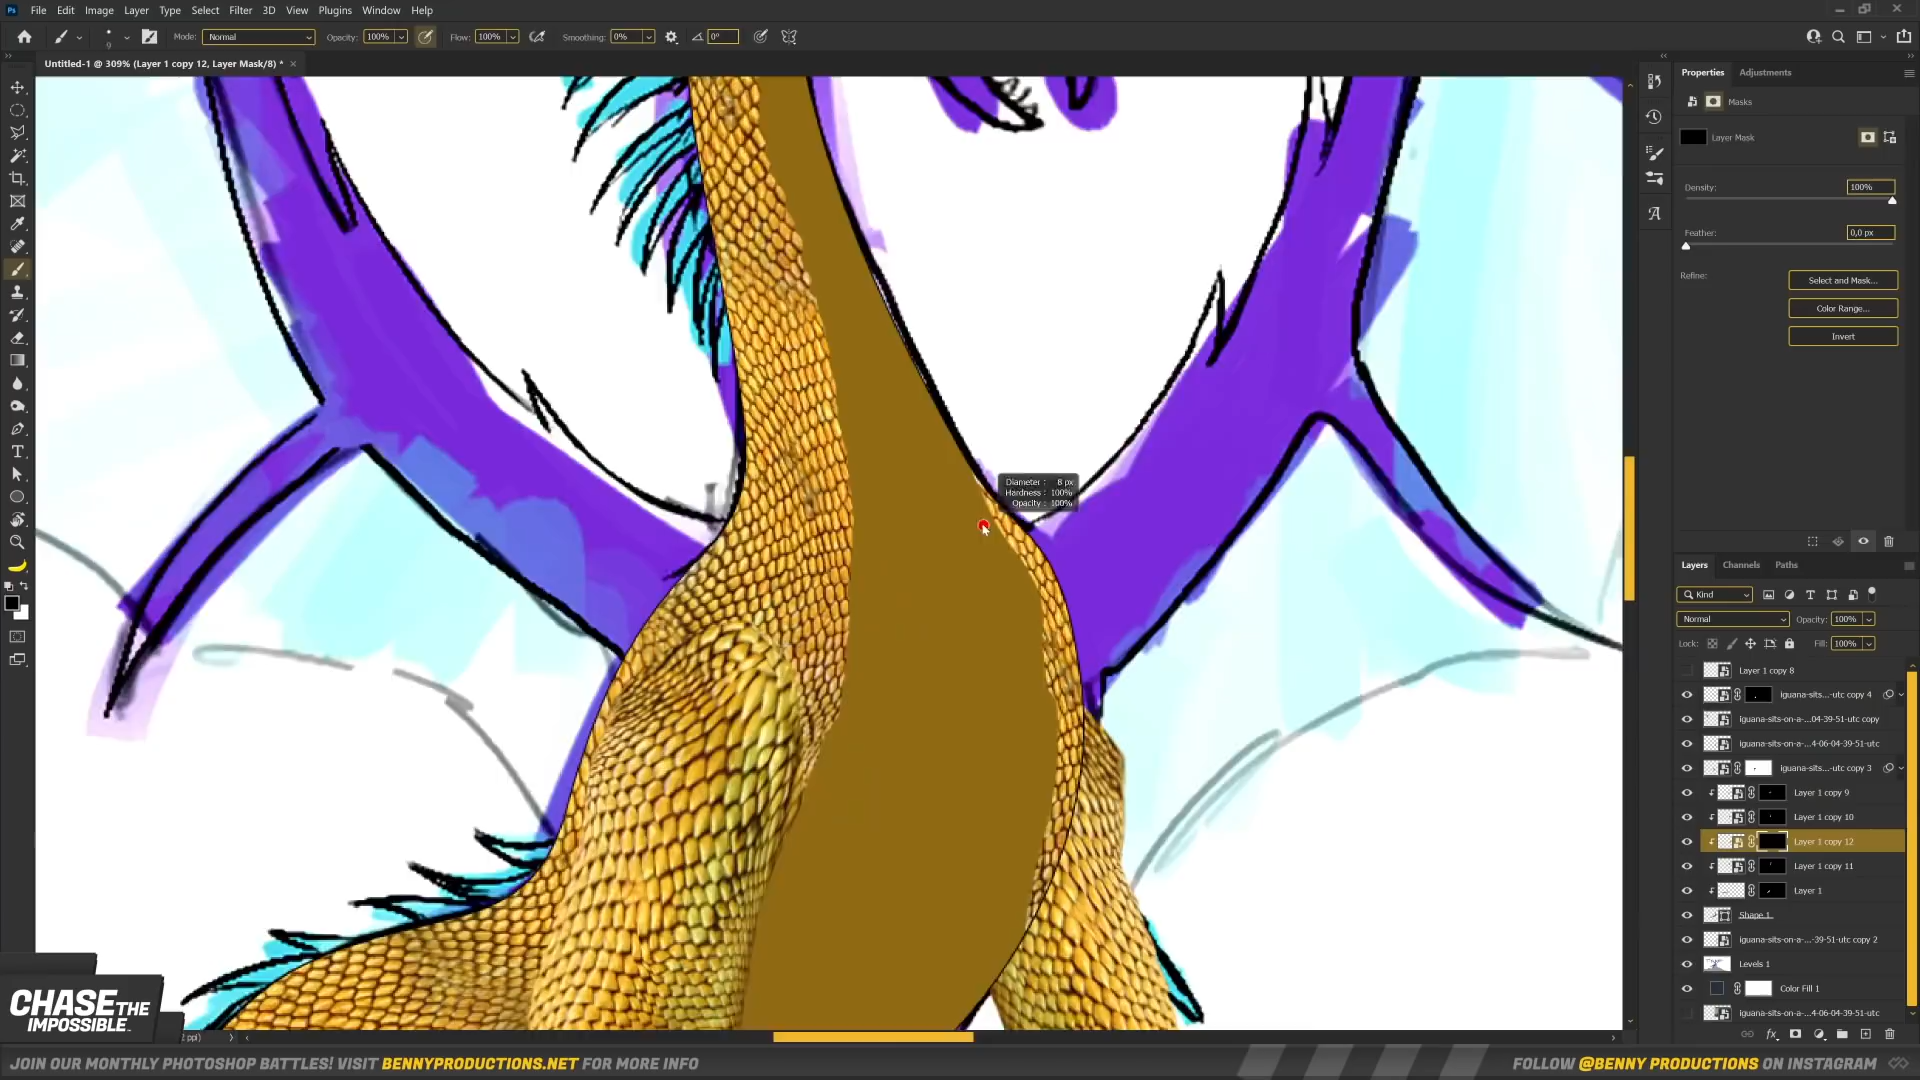 Ps File Edit Image Layer Type Select Filter 3D View Plugins Window Help
9 Mode: Normal Opacity: 100% Flow: 100% Smoothing: 0% 0°
Untitled-1 @ 309% (Layer 1 copy 12, Layer Mask/8) * ×
Properties Adjustments
Masks
Layer Mask
Density: 100%
Feather: 0,0 px
Refine:
Select and Mask...
Color Range...
Invert
Diameter : 8 px
Hardness : 100%
Opacity : 100%
Layers Channels Paths
Kind
Normal Opacity: 100%
Lock: Fill: 100%
Layer 1 copy 8
iguana-sits...-utc copy 4
iguana-sits-on-a-...04-39-51-utc copy
iguana-sits-on-a-...4-06-04-39-51-utc
iguana-sits...-utc copy 3
Layer 1 copy 9
Layer 1 copy 10
Layer 1 copy 12
Layer 1 copy 11
Layer 1
Shape 1
iguana-sits-on-a-...-39-51-utc copy 2
Levels 1
Color Fill 1
iguana-sits-on-a-...4-06-04-39-51-utc
CHASE THE
IMPOSSIBLE.
ppi)
JOIN OUR MONTHLY PHOTOSHOP BATTLES! VISIT BENNYPRODUCTIONS.NET FOR MORE INFO
FOLLOW @BENNY PRODUCTIONS ON INSTAGRAM